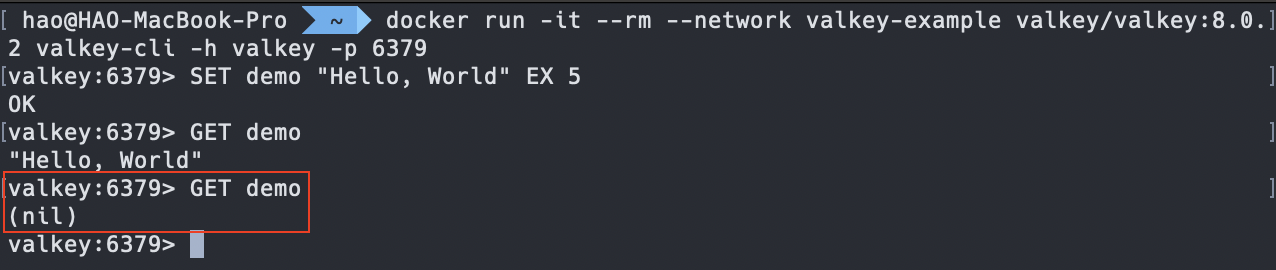 [ hao@HAO-MacBook-Pro ~ docker run -it --rm --network valkey-example valkey/valkey:8.0.]
2 valkey-cli -h valkey -p 6379
[valkey:6379> SET demo "Hello, World" EX 5 ]
OK
[valkey:6379> GET demo ]
"Hello, World"
[valkey:6379> GET demo ]
(nil)
valkey:6379>